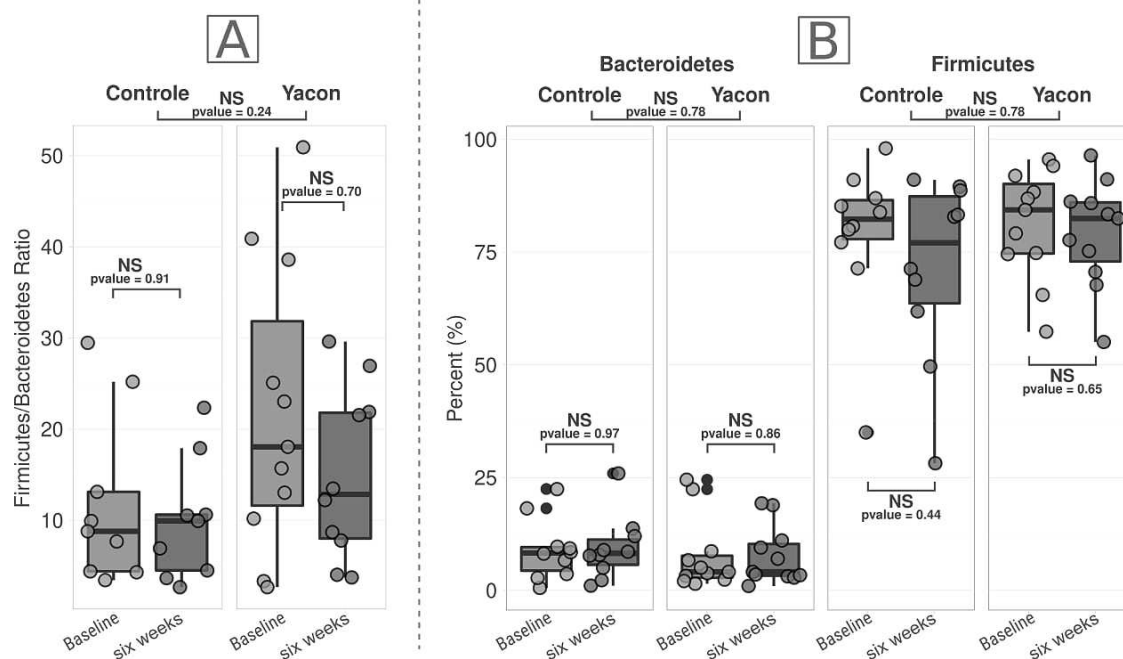 A
Controle
NS
pvalue = 0.24
Yacon
Firmicutes/Bacteroidetes Ratio
50
40
30
20
10
NS
pvalue = 0.91
NS
pvalue = 0.70
Baseline
six weeks
Baseline
six weeks
B
Bacteroidetes
Firmicutes
Controle
NS
pvalue = 0.78
Yacon
Controle
NS
pvalue = 0.78
Yacon
Percent (%)
100
75
50
25
0
NS
pvalue = 0.97
NS
pvalue = 0.86
NS
pvalue = 0.44
NS
pvalue = 0.65
Baseline
six weeks
Baseline
six weeks
Baseline
six weeks
Baseline
six weeks